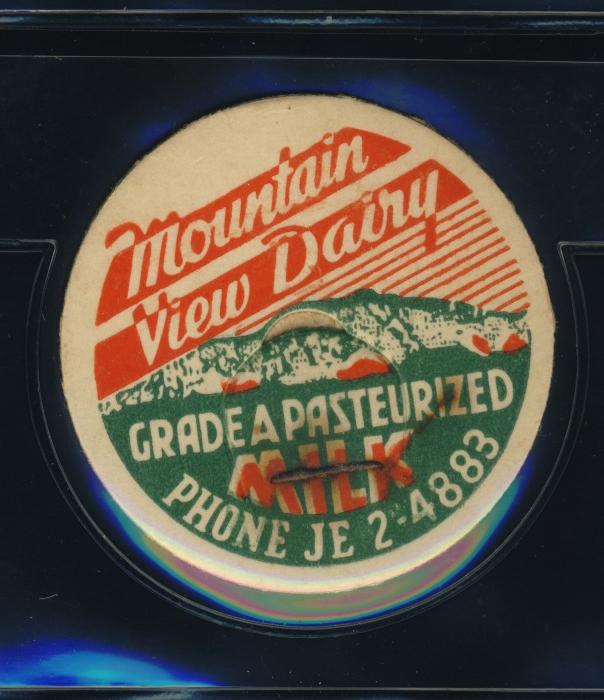 Mountain
View Dairy
GRADE A PASTEURIZED
MILK
PHONE JE 2-4883